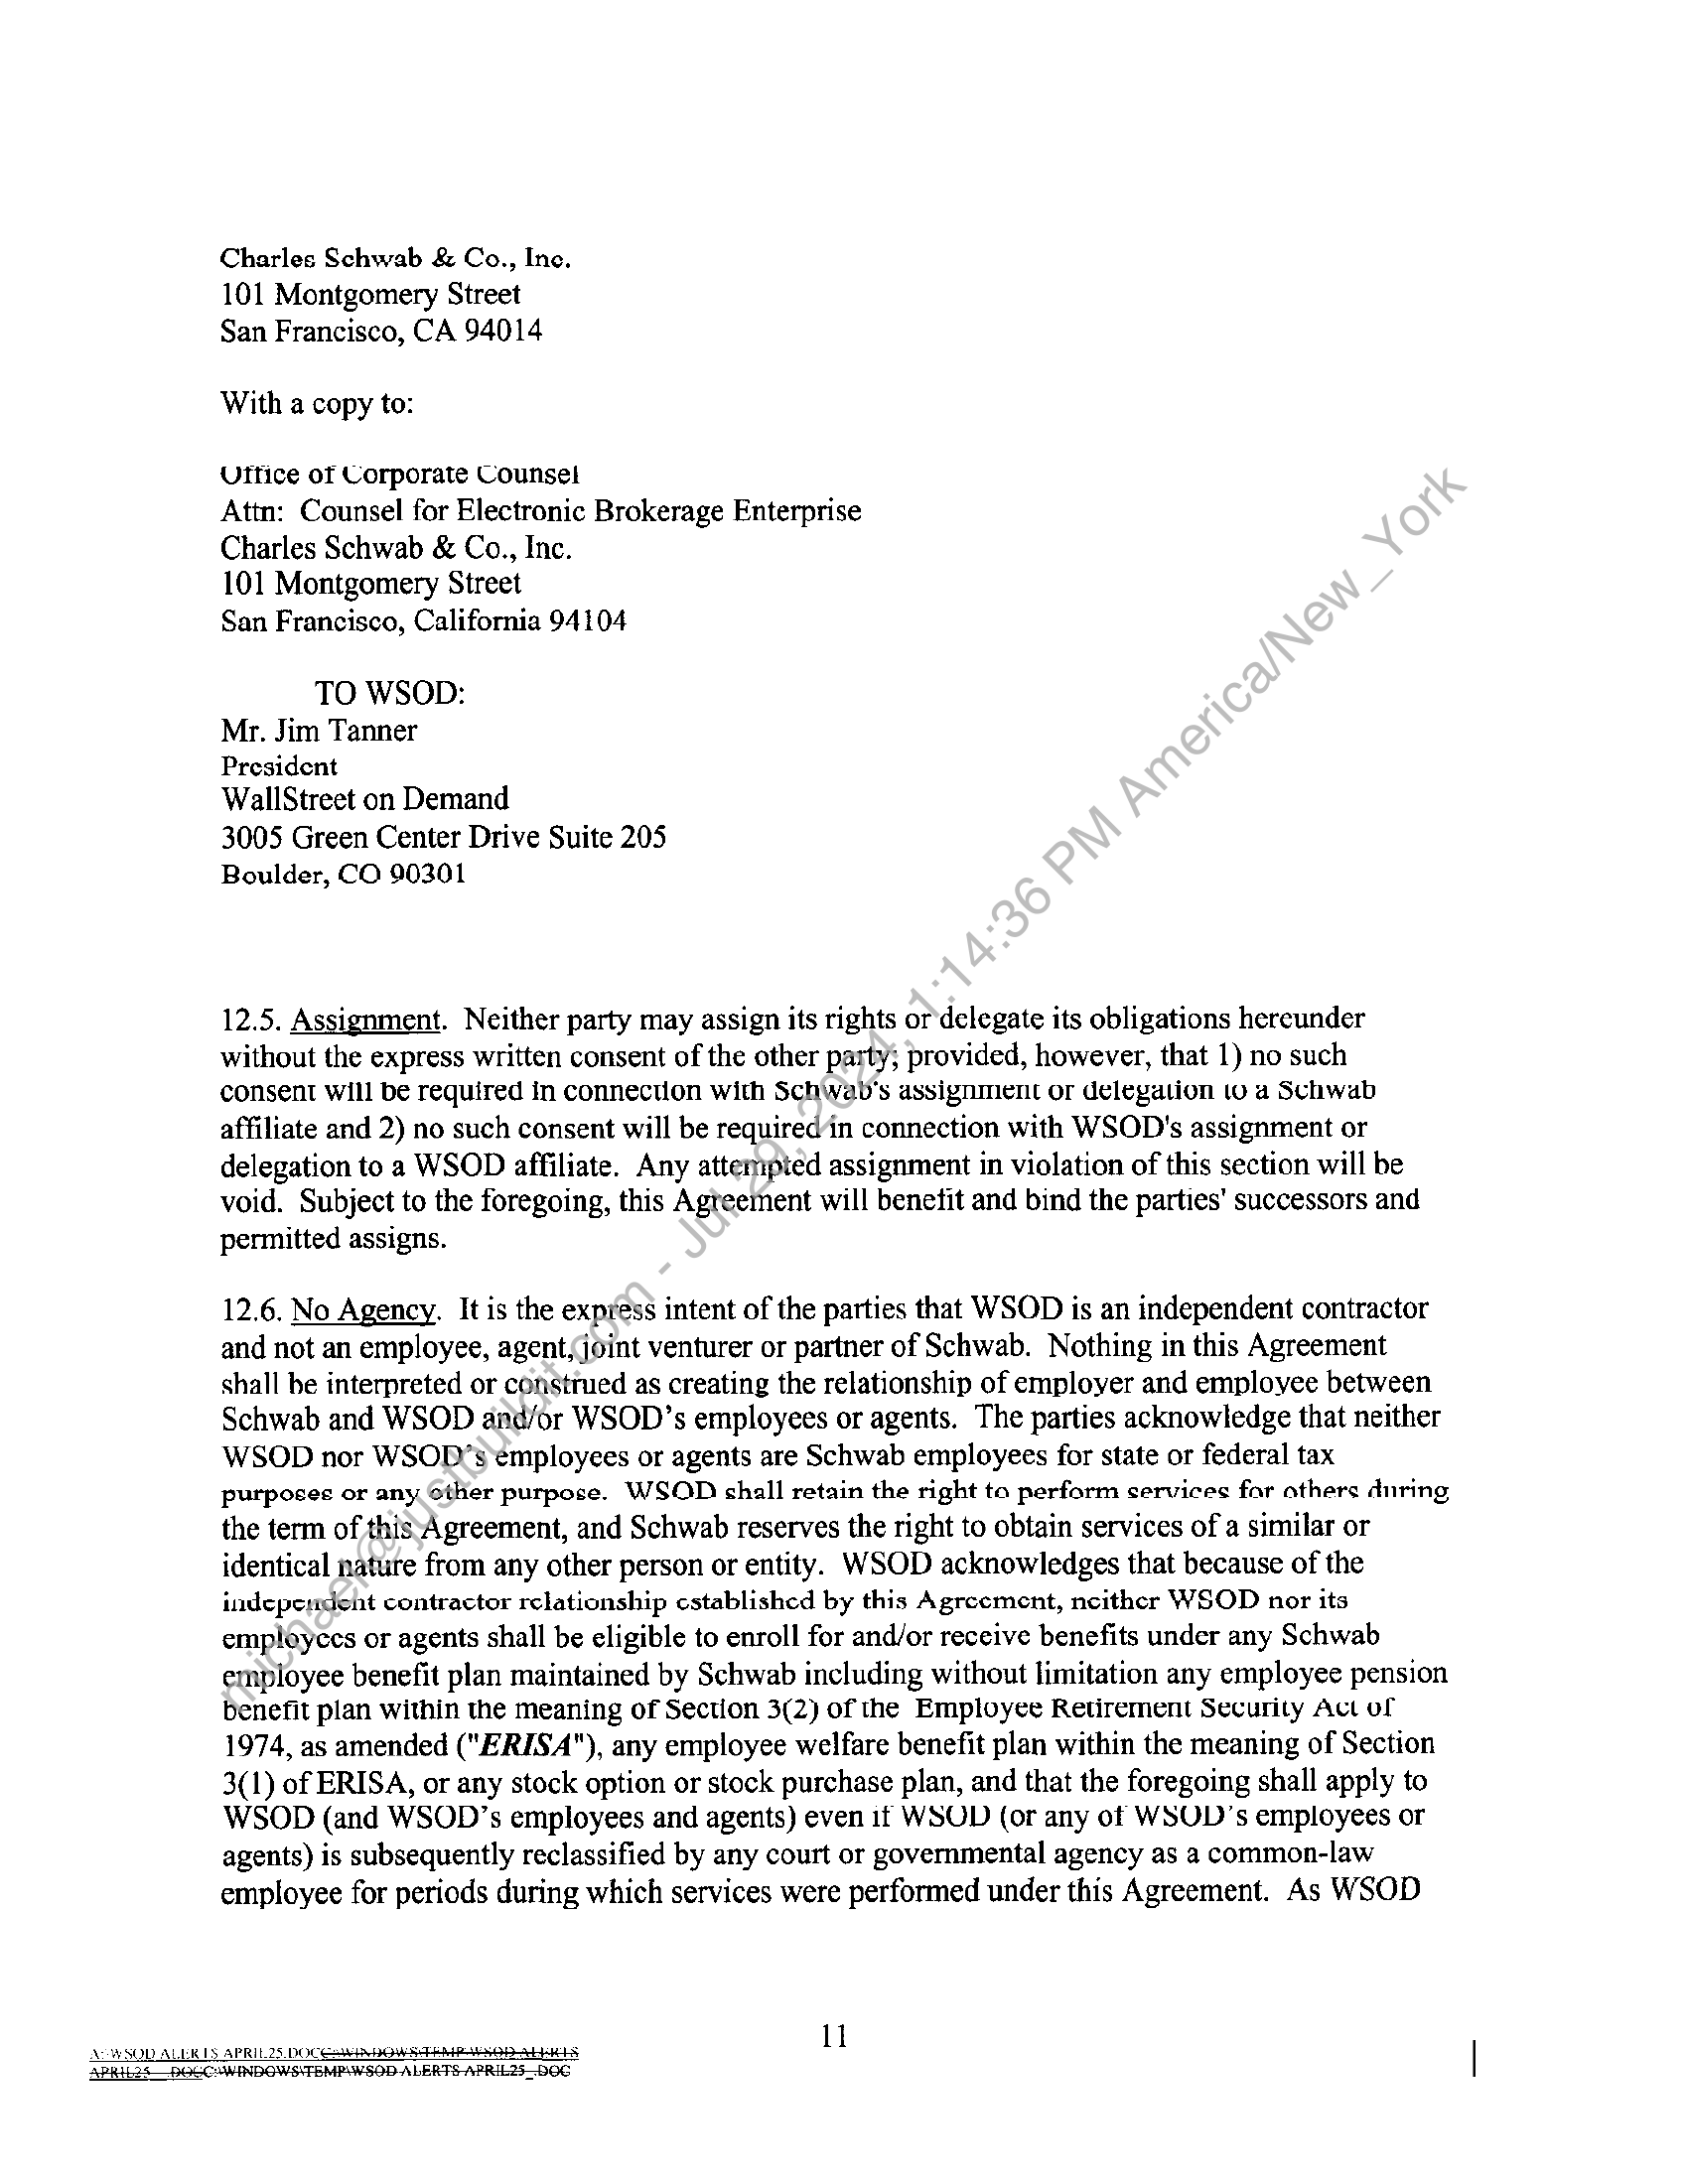 Charles Schwab & Co., Inc.
101 Montgomery Street
San Francisco, CA 94014
With a copy to:
Office of Corporate Counsel
Attn:  Counsel for Electronic Brokerage Enterprise
Charles Schwab & Co., Inc.
101 Montgomery Street
San Francisco, California 94104
TO WSOD:
Mr. Jim Tanner
President
WallStreet on Demand
3005 Green Center Drive Suite 205
Boulder, CO 90301
12.5. Assignment.  Neither party may assign its rights or delegate its obligations hereunder
without the express written consent of the other party; provided, however, that 1) no such
consent will be required in connection with Schwab's assignment or delegation to a Schwab
affiliate and 2) no such consent will be required in connection with WSOD's assignment or
delegation to a WSOD affiliate.  Any attempted assignment in violation of this section will be
void.  Subject to the foregoing, this Agreement will benefit and bind the parties' successors and
permitted assigns.
12.6. No Agency.  It is the express intent of the parties that WSOD is an independent contractor
and not an employee, agent, joint venturer or partner of Schwab.  Nothing in this Agreement
shall be interpreted or construed as creating the relationship of employer and employee between
Schwab and WSOD and/or WSOD’s employees or agents.  The parties acknowledge that neither
WSOD nor WSOD’s employees or agents are Schwab employees for state or federal tax
purposes or any other purpose.  WSOD shall retain the right to perform services for others during
the term of this Agreement, and Schwab reserves the right to obtain services of a similar or
identical nature from any other person or entity.  WSOD acknowledges that because of the
independent contractor relationship established by this Agreement, neither WSOD nor its
employees or agents shall be eligible to enroll for and/or receive benefits under any Schwab
employee benefit plan maintained by Schwab including without limitation any employee pension
benefit plan within the meaning of Section 3(2) of the  Employee Retirement Security Act of
1974, as amended ("ERISA"), any employee welfare benefit plan within the meaning of Section
3(1) of ERISA, or any stock option or stock purchase plan, and that the foregoing shall apply to
WSOD (and WSOD’s employees and agents) even if WSOD (or any of WSOD’s employees or
agents) is subsequently reclassified by any court or governmental agency as a common-law
employee for periods during which services were performed under this Agreement.  As WSOD
11
A:\WSOD ALERTS APRIL25.DOCC:\WINDOWS\TEMP\WSOD ALERTS
APRIL25_.DOCC:\WINDOWS\TEMP\WSOD ALERTS APRIL25_.DOC
michael@justbuildit.com - Jul 29, 2024, 1:14:36 PM America/New_York